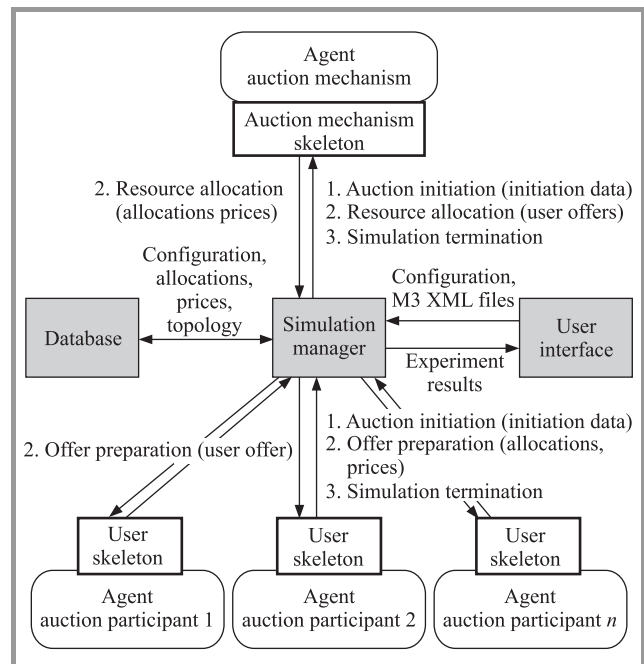 Agent
auction mechanism
Auction mechanism
skeleton
2. Resource allocation
(allocations prices)
1. Auction initiation (initiation data)
2. Resource allocation (user offers)
3. Simulation termination
Configuration,
allocations,
prices,
topology
Configuration,
M3 XML files
Database
Simulation
manager
User
interface
Experiment
results
2. Offer preparation (user offer)
1. Auction initiation (initiation data)
2. Offer preparation (allocations,
prices)
3. Simulation termination
User
skeleton
User
skeleton
User
skeleton
Agent
auction participant 1
Agent
auction participant 2
Agent
auction participant n